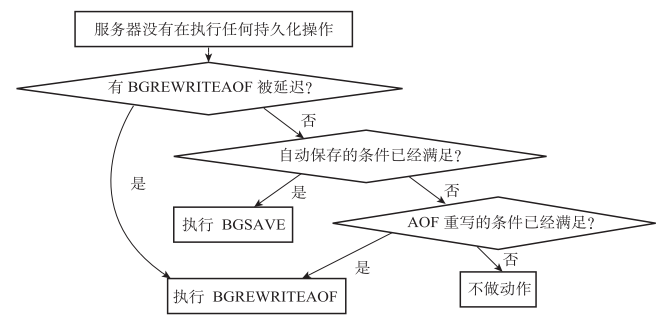 服务器没有在执行任何持久化操作
有 BGREWRITEAOF 被延迟?
否
自动保存的条件已经满足?
是
是
否
执行 BGSAVE
AOF 重写的条件已经满足?
是
否
执行 BGREWRITEAOF
不做动作